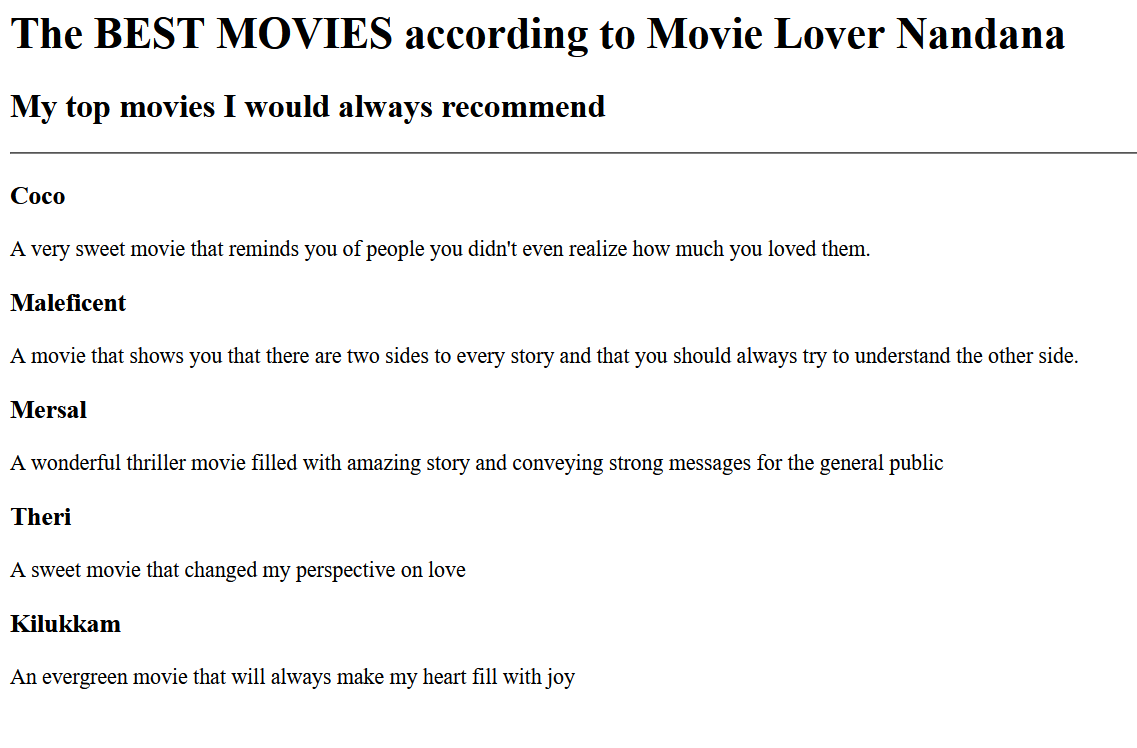 The BEST MOVIES according to Movie Lover Nandana
My top movies I would always recommend
Coco
A very sweet movie that reminds you of people you didn't even realize how much you loved them.
Maleficent
A movie that shows you that there are two sides to every story and that you should always try to understand the other side.
Mersal
A wonderful thriller movie filled with amazing story and conveying strong messages for the general public
Theri
A sweet movie that changed my perspective on love
Kilukkam
An evergreen movie that will always make my heart fill with joy